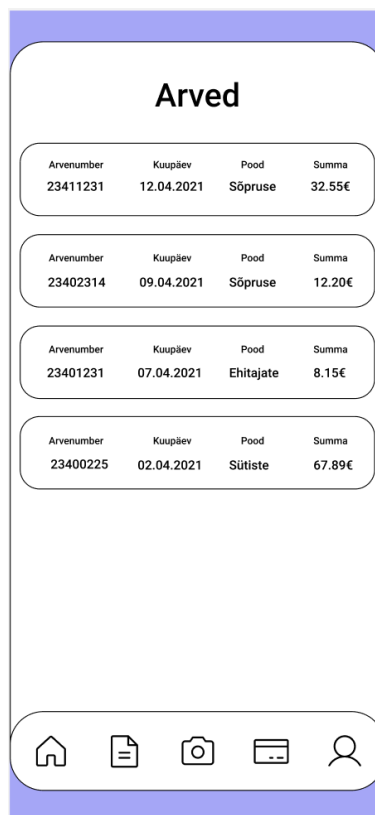 Arved
Arvenumber Kuupäev Pood Summa
23411231 12.04.2021 Sõpruse 32.55€
Arvenumber Kuupäev Pood Summa
23402314 09.04.2021 Sõpruse 12.20€
Arvenumber Kuupäev Pood Summa
23401231 07.04.2021 Ehitajate 8.15€
Arvenumber Kuupäev Pood Summa
23400225 02.04.2021 Sütiste 67.89€